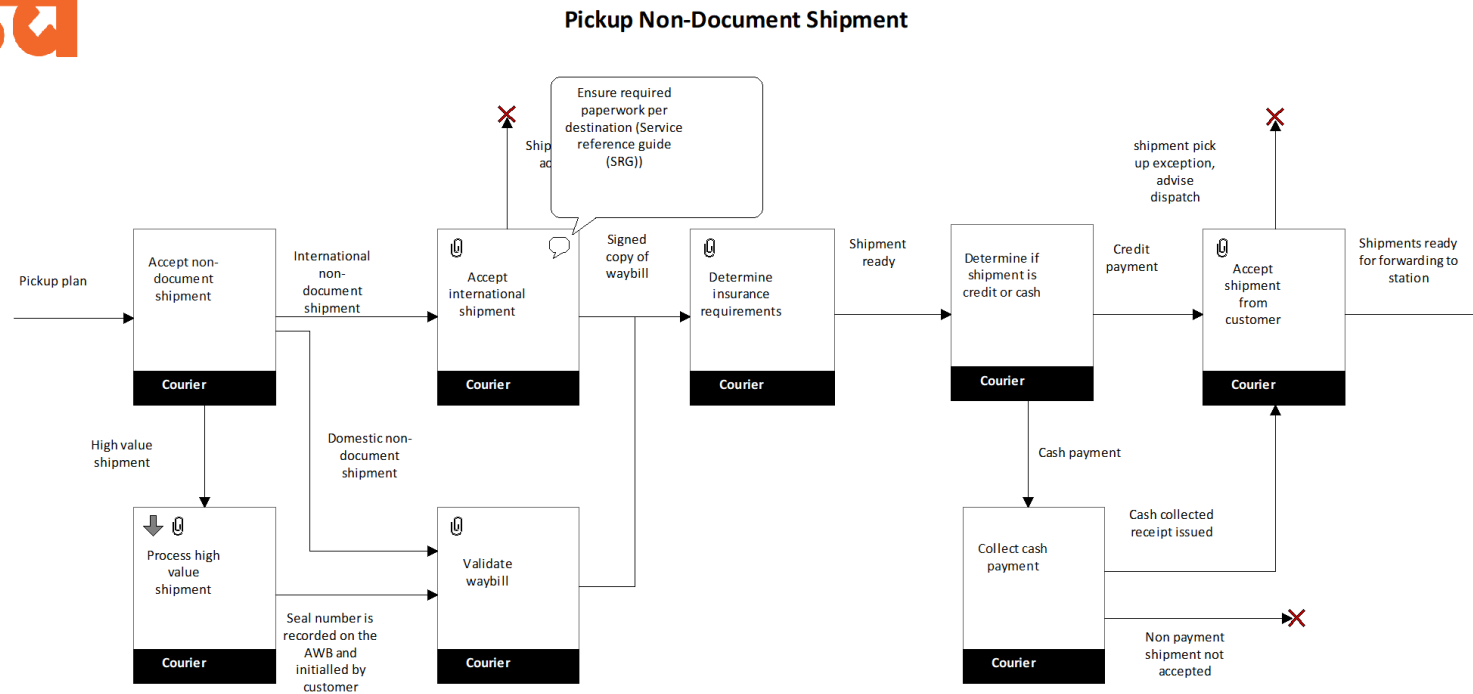 Pickup Non-Document Shipment
Ensure required
paperwork per
destination (Service
reference guide
(SRG))
shipment pick
up exception,
advise
dispatch
Pickup plan
Accept non-
document
shipment
Courier
International
non-
document
shipment
Accept
international
shipment
Courier
Signed
copy of
waybill
Determine
insurance
requirements
Courier
Shipment
ready
Determine if
shipment is
credit or cash
Courier
Credit
payment
Accept
shipment
from
customer
Courier
Shipments ready
for forwarding to
station
High value
shipment
Domestic non-
document
shipment
Cash payment
Process high
value
shipment
Courier
Seal number is
recorded on the
AWB and
initialled by
customer
Validate
waybill
Courier
Collect cash
payment
Courier
Cash collected
receipt issued
Non payment
shipment not
accepted